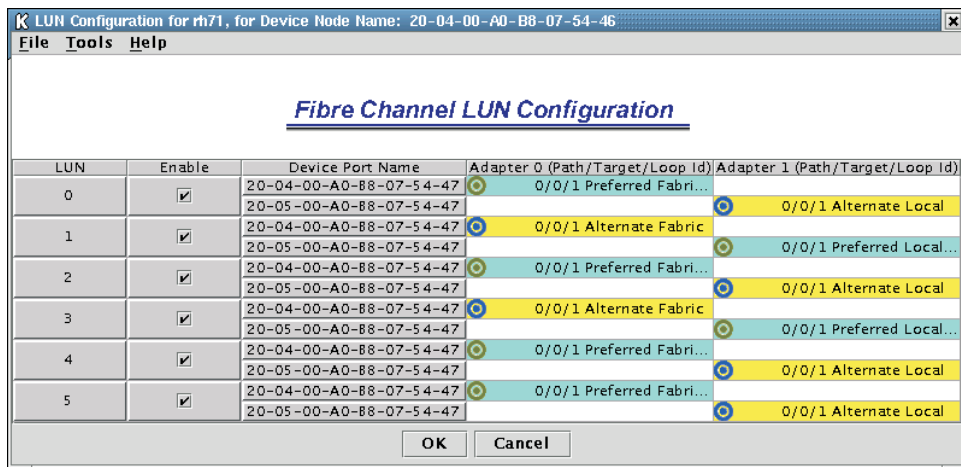 LUN Configuration for rh71, for Device Node Name: 20-04-00-A0-B8-07-54-46
File Tools Help
Fibre Channel LUN Configuration
LUN Enable Device Port Name Adapter 0 (Path/Target/Loop Id) Adapter 1 (Path/Target/Loop Id)
0 20-04-00-A0-B8-07-54-47 0/0/1 Preferred Fabri...
20-05-00-A0-B8-07-54-47 0/0/1 Alternate Local
1 20-04-00-A0-B8-07-54-47 0/0/1 Alternate Fabric
20-05-00-A0-B8-07-54-47 0/0/1 Preferred Local...
2 20-04-00-A0-B8-07-54-47 0/0/1 Preferred Fabri...
20-05-00-A0-B8-07-54-47 0/0/1 Alternate Local
3 20-04-00-A0-B8-07-54-47 0/0/1 Alternate Fabric
20-05-00-A0-B8-07-54-47 0/0/1 Preferred Local...
4 20-04-00-A0-B8-07-54-47 0/0/1 Preferred Fabri...
20-05-00-A0-B8-07-54-47 0/0/1 Alternate Local
5 20-04-00-A0-B8-07-54-47 0/0/1 Preferred Fabri...
20-05-00-A0-B8-07-54-47 0/0/1 Alternate Local
OK Cancel